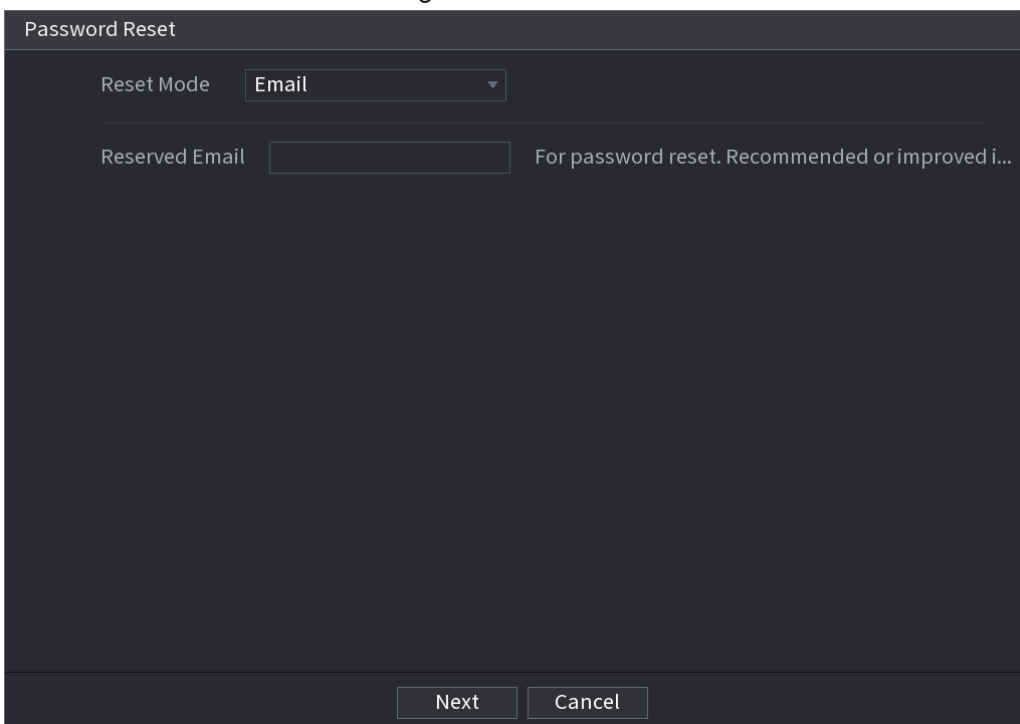 Password Reset
Reset Mode Email
Reserved Email For password reset. Recommended or improved i...
Next Cancel